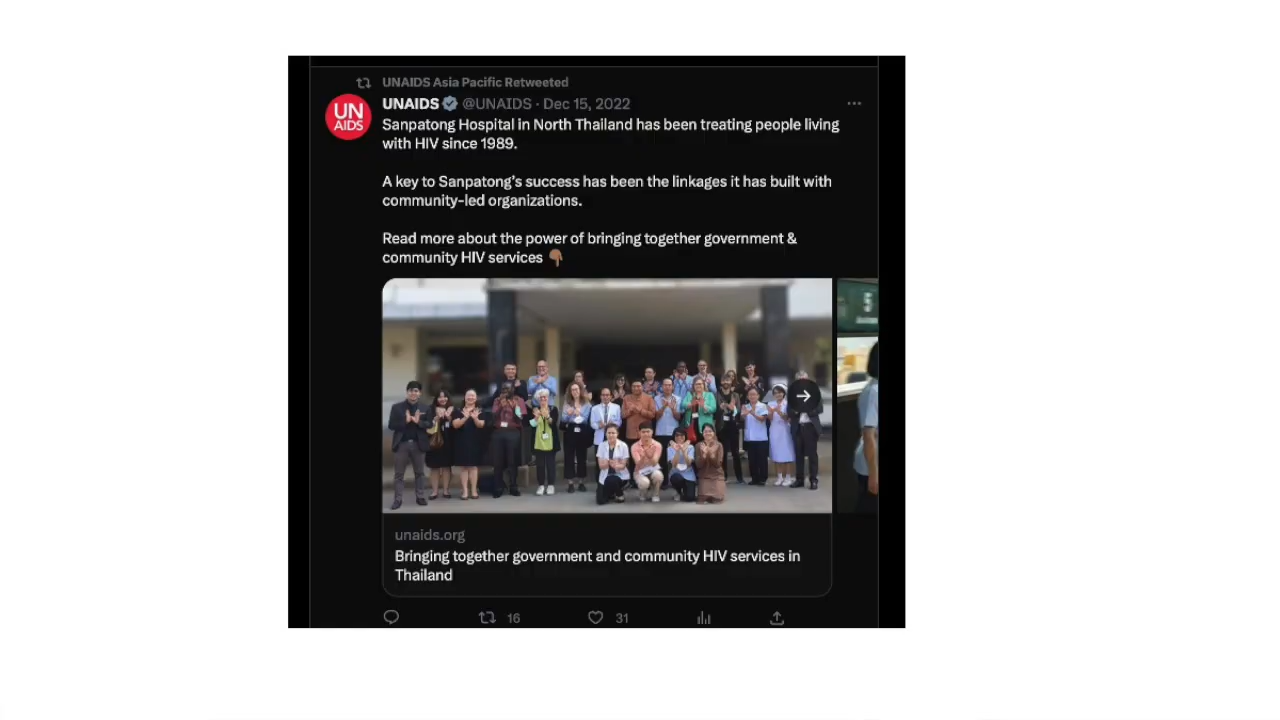 UNAIDS Asia Pacific Retweeted
UNAIDS @UNAIDS · Dec 15, 2022
UN
AIDS
Sanpatong Hospital in North Thailand has been treating people living
with HIV since 1989.
A key to Sanpatong's success has been the linkages it has built with
community-led organizations.
Read more about the power of bringing together government &
community HIV services 👇🏾
unaids.org
Bringing together government and community HIV services in
Thailand
16
31